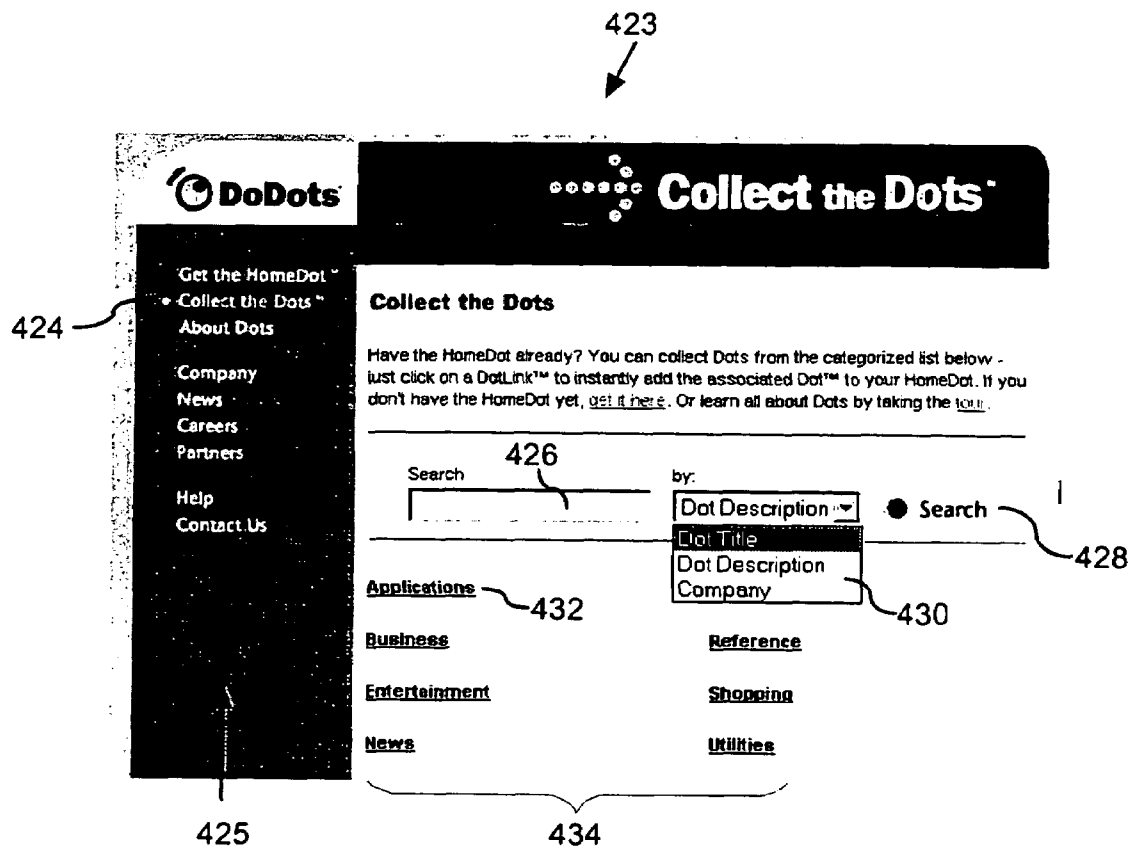 423
DoDots
Collect the Dots™
Get the HomeDot™
Collect the Dots™
About Dots
Company
News
Careers
Partners
Help
Contact Us
424
425
Collect the Dots
Have the HomeDot already? You can collect Dots from the categorized list below -
just click on a DotLink™ to instantly add the associated Dot™ to your HomeDot. If you
don't have the HomeDot yet, get it here. Or learn all about Dots by taking the tour.
Search
426
by:
Dot Description
Search
428
Dot Title
Dot Description
Company
430
Applications
432
Business
Reference
Entertainment
Shopping
News
Utilities
434